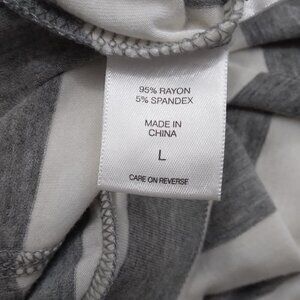 95% RAYON
5% SPANDEX
MADE IN
CHINA
L
CARE ON REVERSE